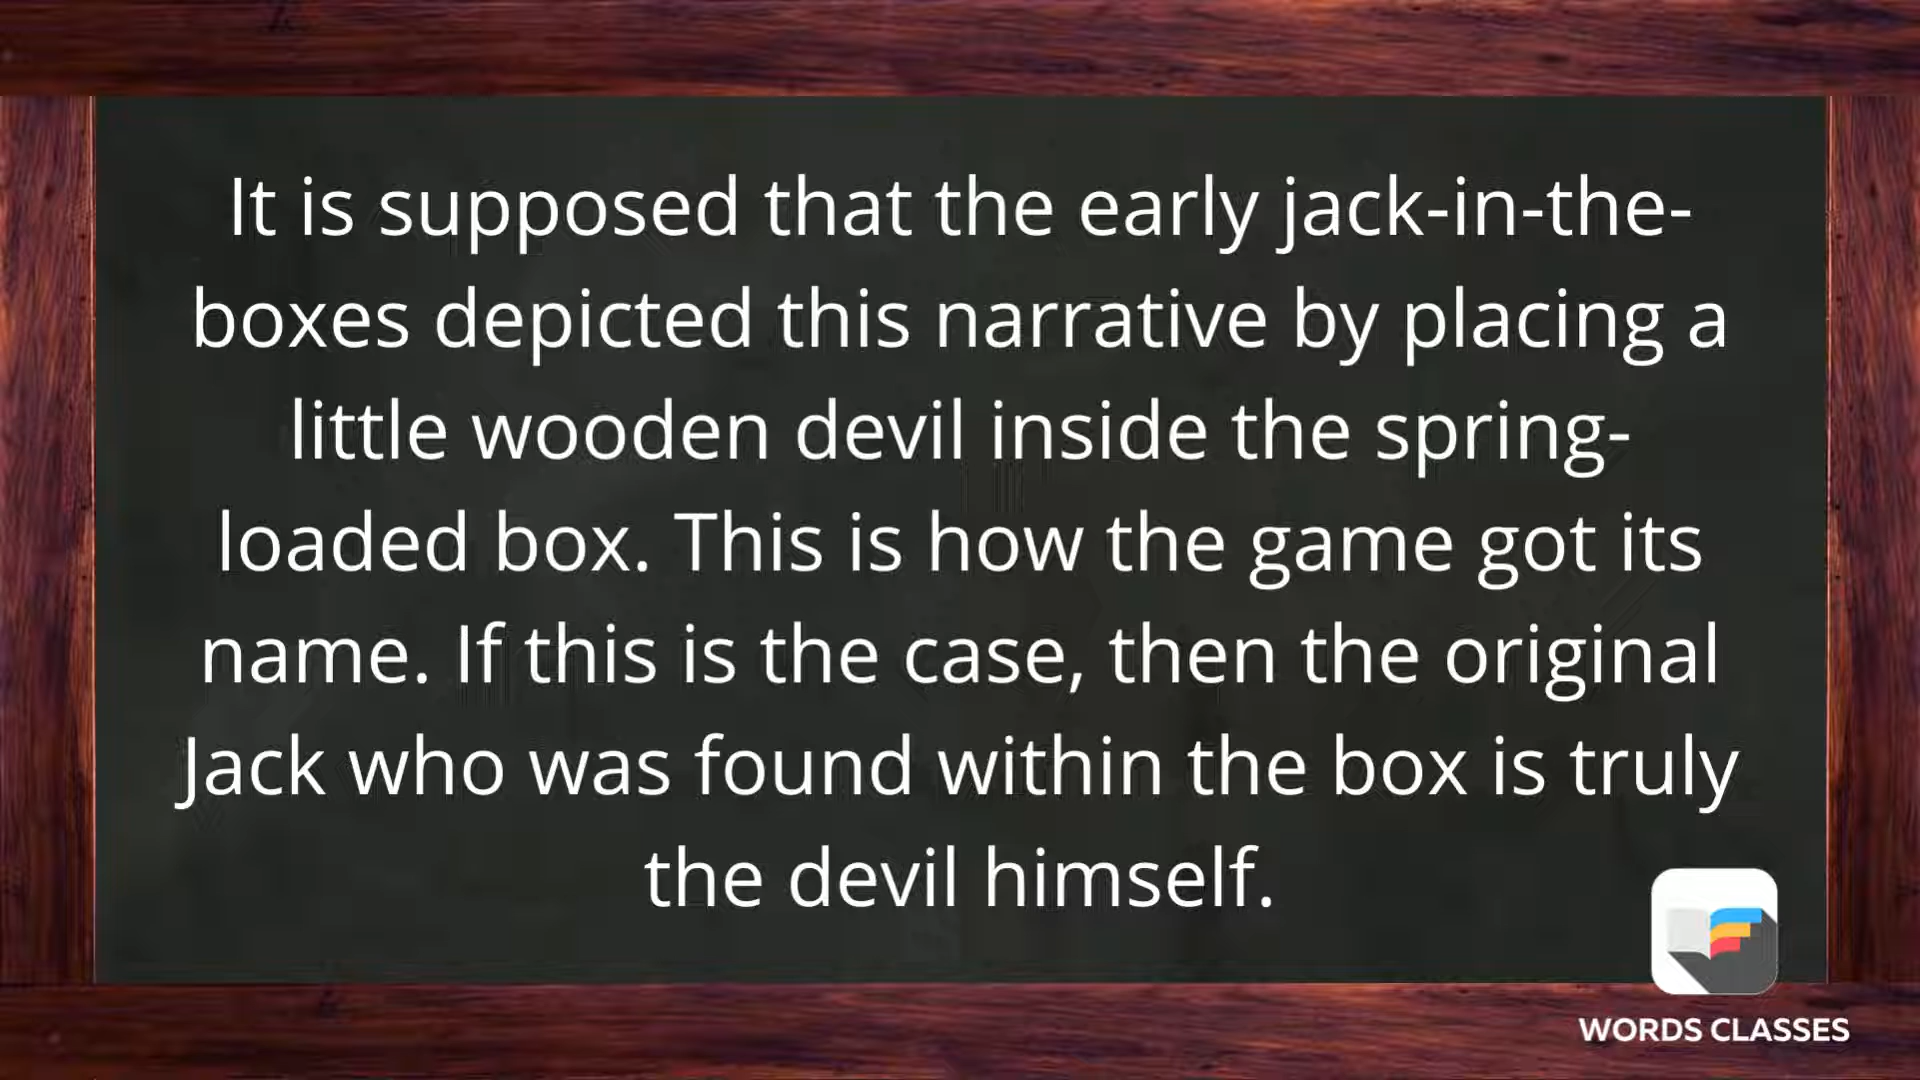 It is supposed that the early jack-in-the-
boxes depicted this narrative by placing a
little wooden devil inside the spring-
loaded box. This is how the game got its
name. If this is the case, then the original
Jack who was found within the box is truly
the devil himself.
WORDS CLASSES